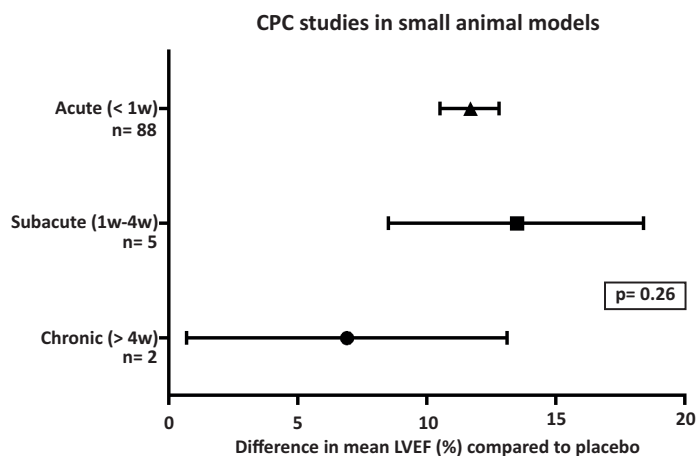 CPC studies in small animal models
Acute (< 1w)
n= 88
Subacute (1w-4w)
n= 5
p= 0.26
Chronic (> 4w)
n= 2
0 5 10 15 20
Difference in mean LVEF (%) compared to placebo